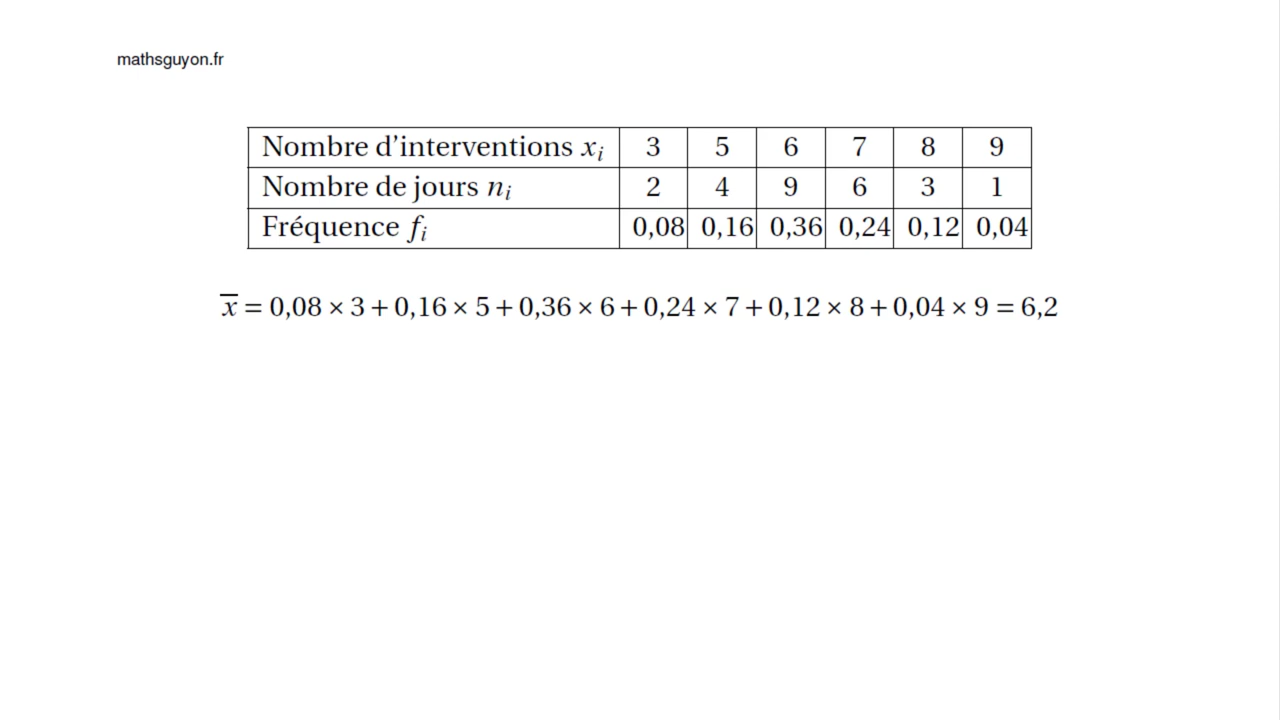 mathsguyon.fr
Nombre d'interventions xᵢ 3 5 6 7 8 9
Nombre de jours nᵢ 2 4 9 6 3 1
Fréquence fᵢ 0,08 0,16 0,36 0,24 0,12 0,04
x̅ = 0,08 × 3 + 0,16 × 5 + 0,36 × 6 + 0,24 × 7 + 0,12 × 8 + 0,04 × 9 = 6,2